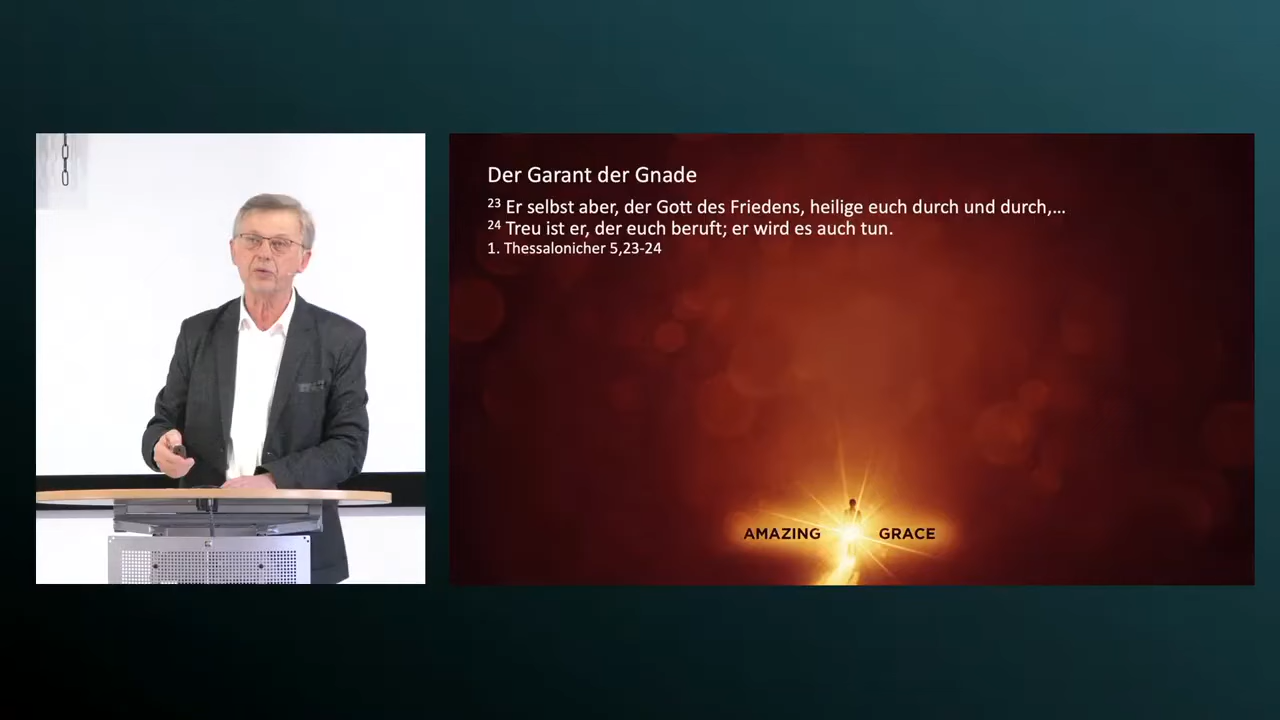 Der Garant der Gnade
²³ Er selbst aber, der Gott des Friedens, heilige euch durch und durch,…
²⁴ Treu ist er, der euch beruft; er wird es auch tun.
1. Thessalonicher 5,23-24
AMAZING GRACE